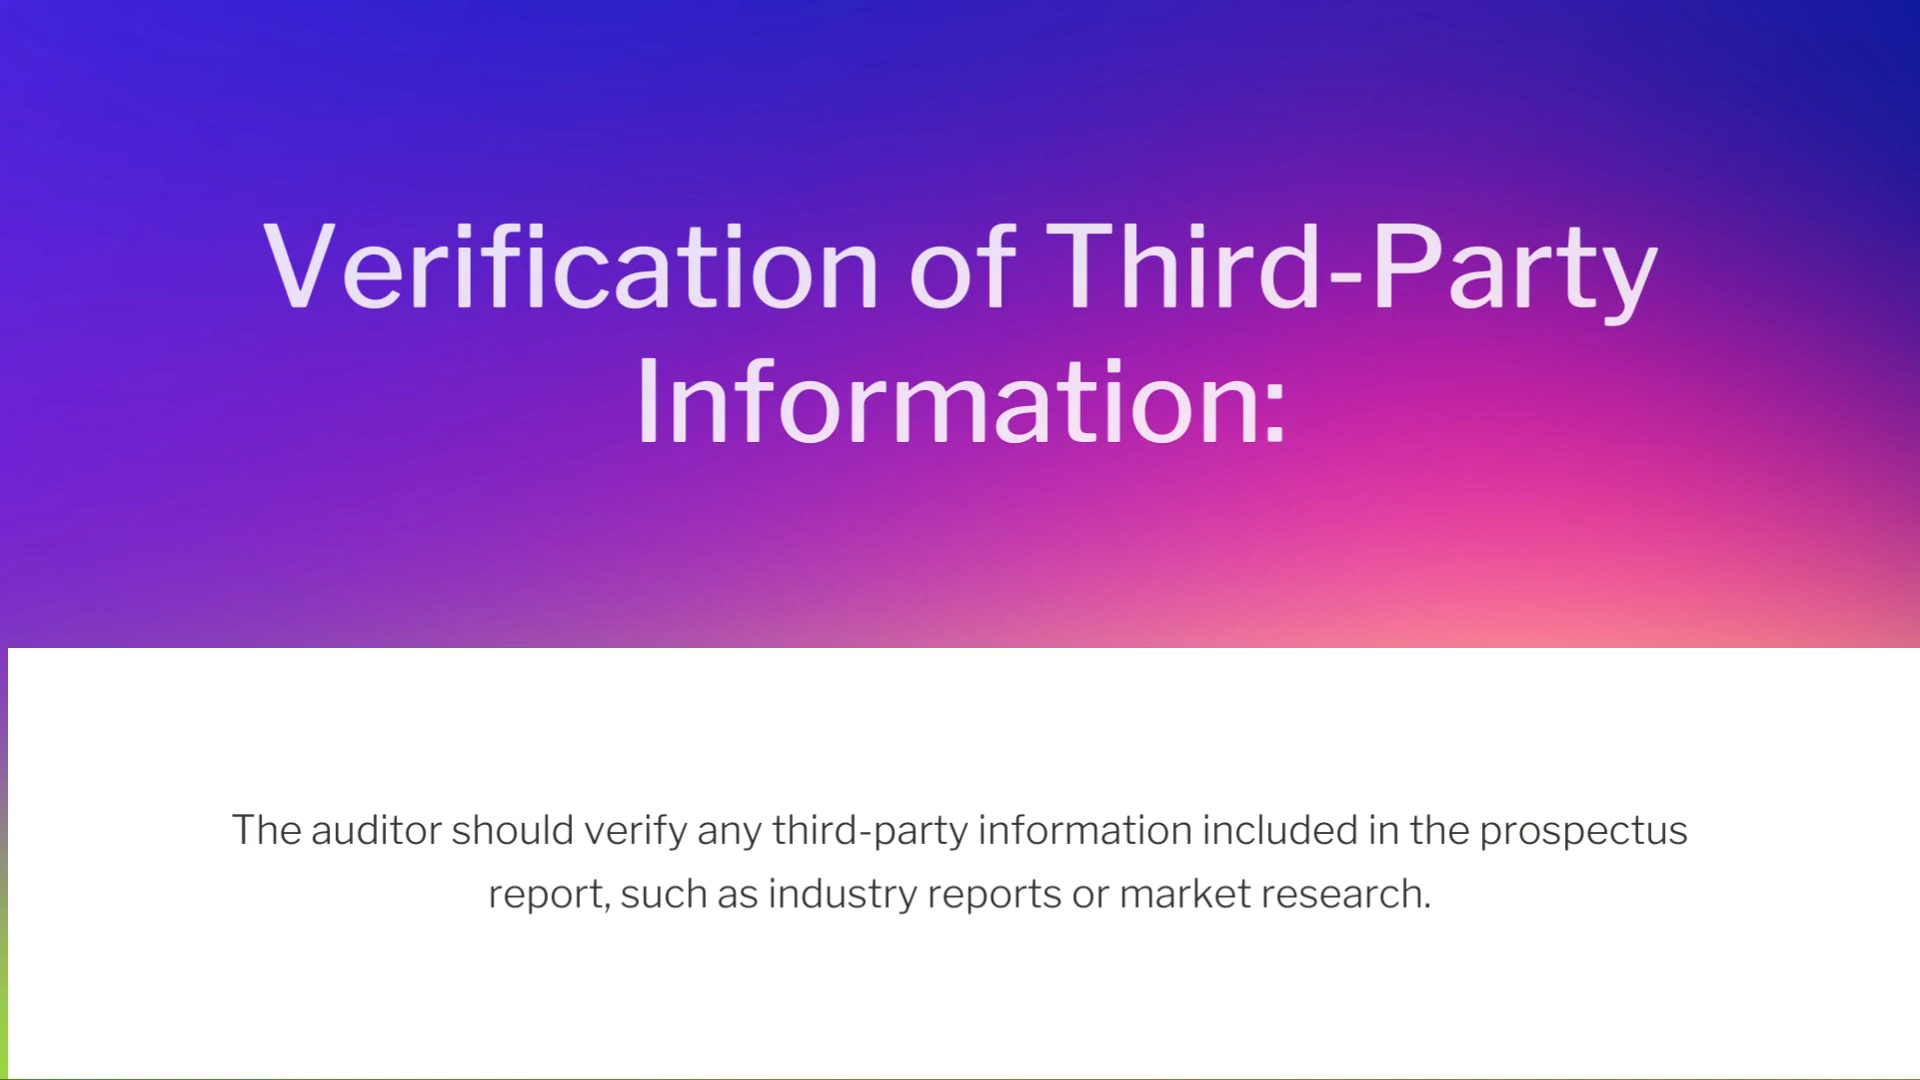 Verification of Third-Party
Information:
The auditor should verify any third-party information included in the prospectus
report, such as industry reports or market research.